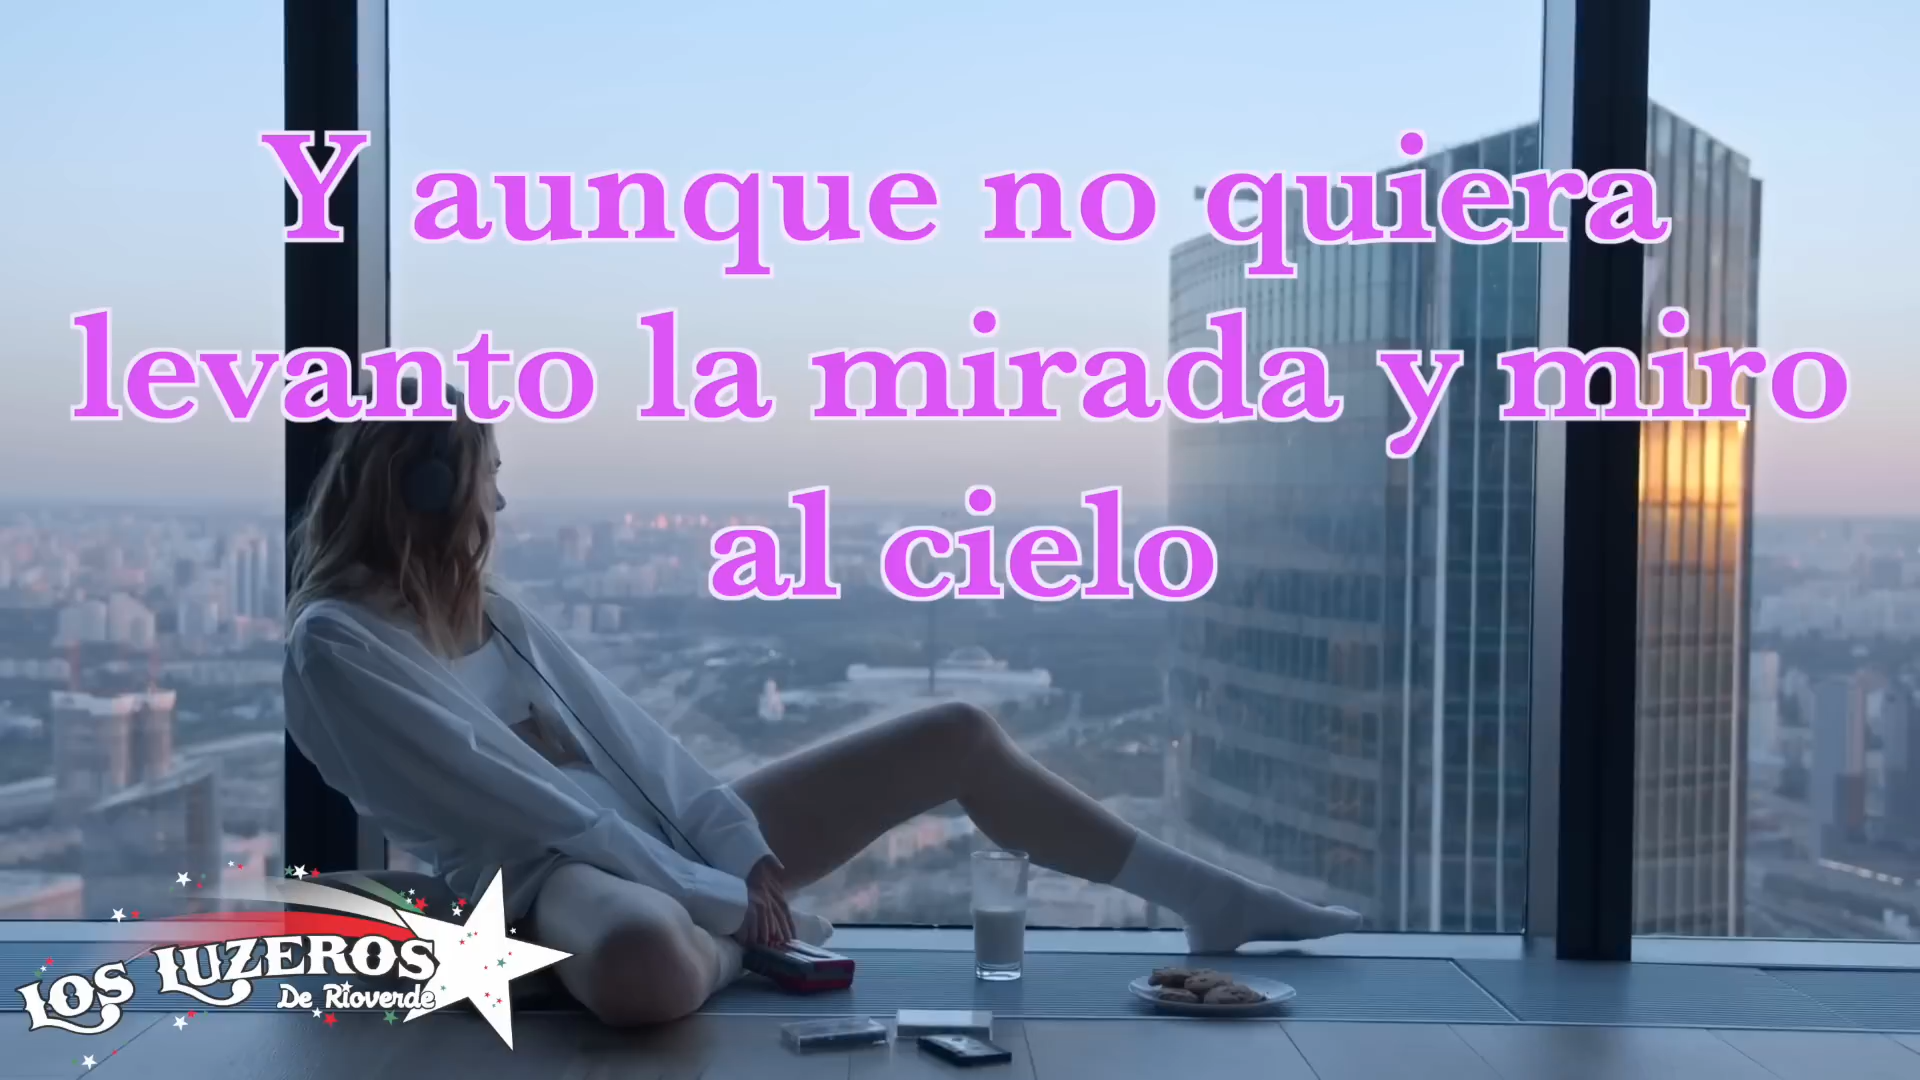 Y aunque no quiera
levanto la mirada y miro
al cielo
LOS LUZEROS
De Rioverde